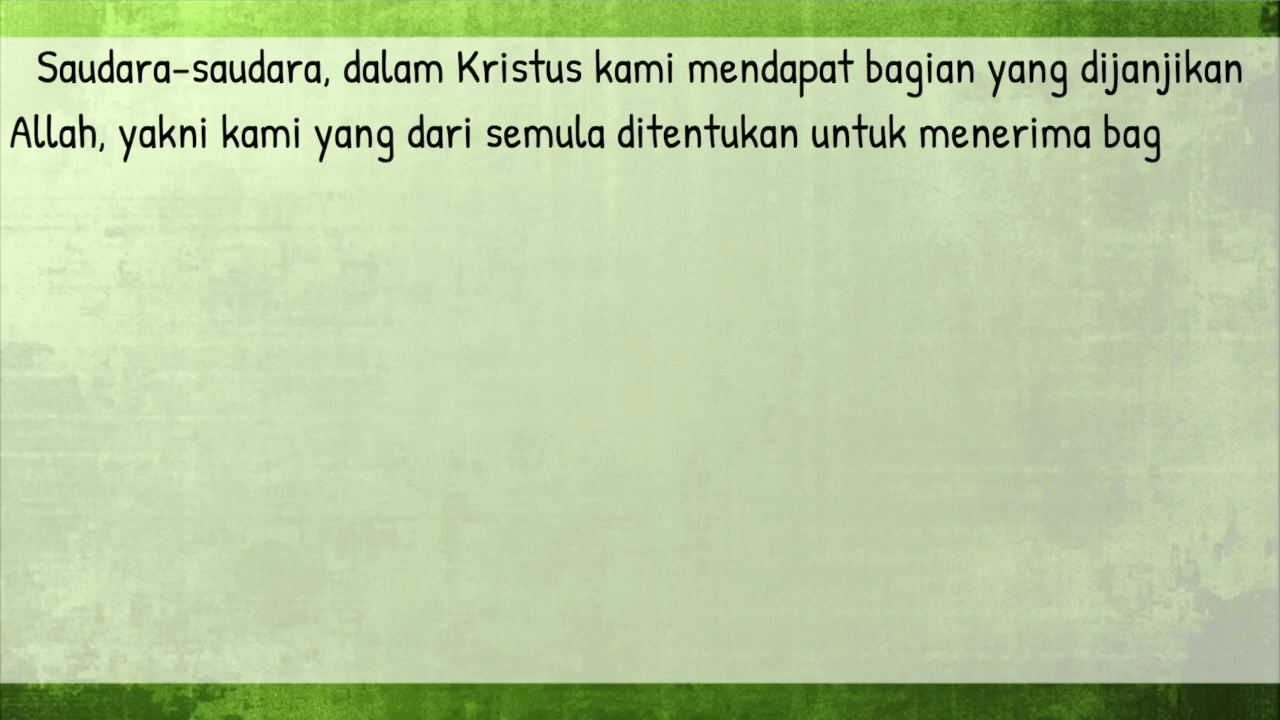 Saudara-saudara, dalam Kristus kami mendapat bagian yang dijanjikan
Allah, yakni kami yang dari semula ditentukan untuk menerima bag